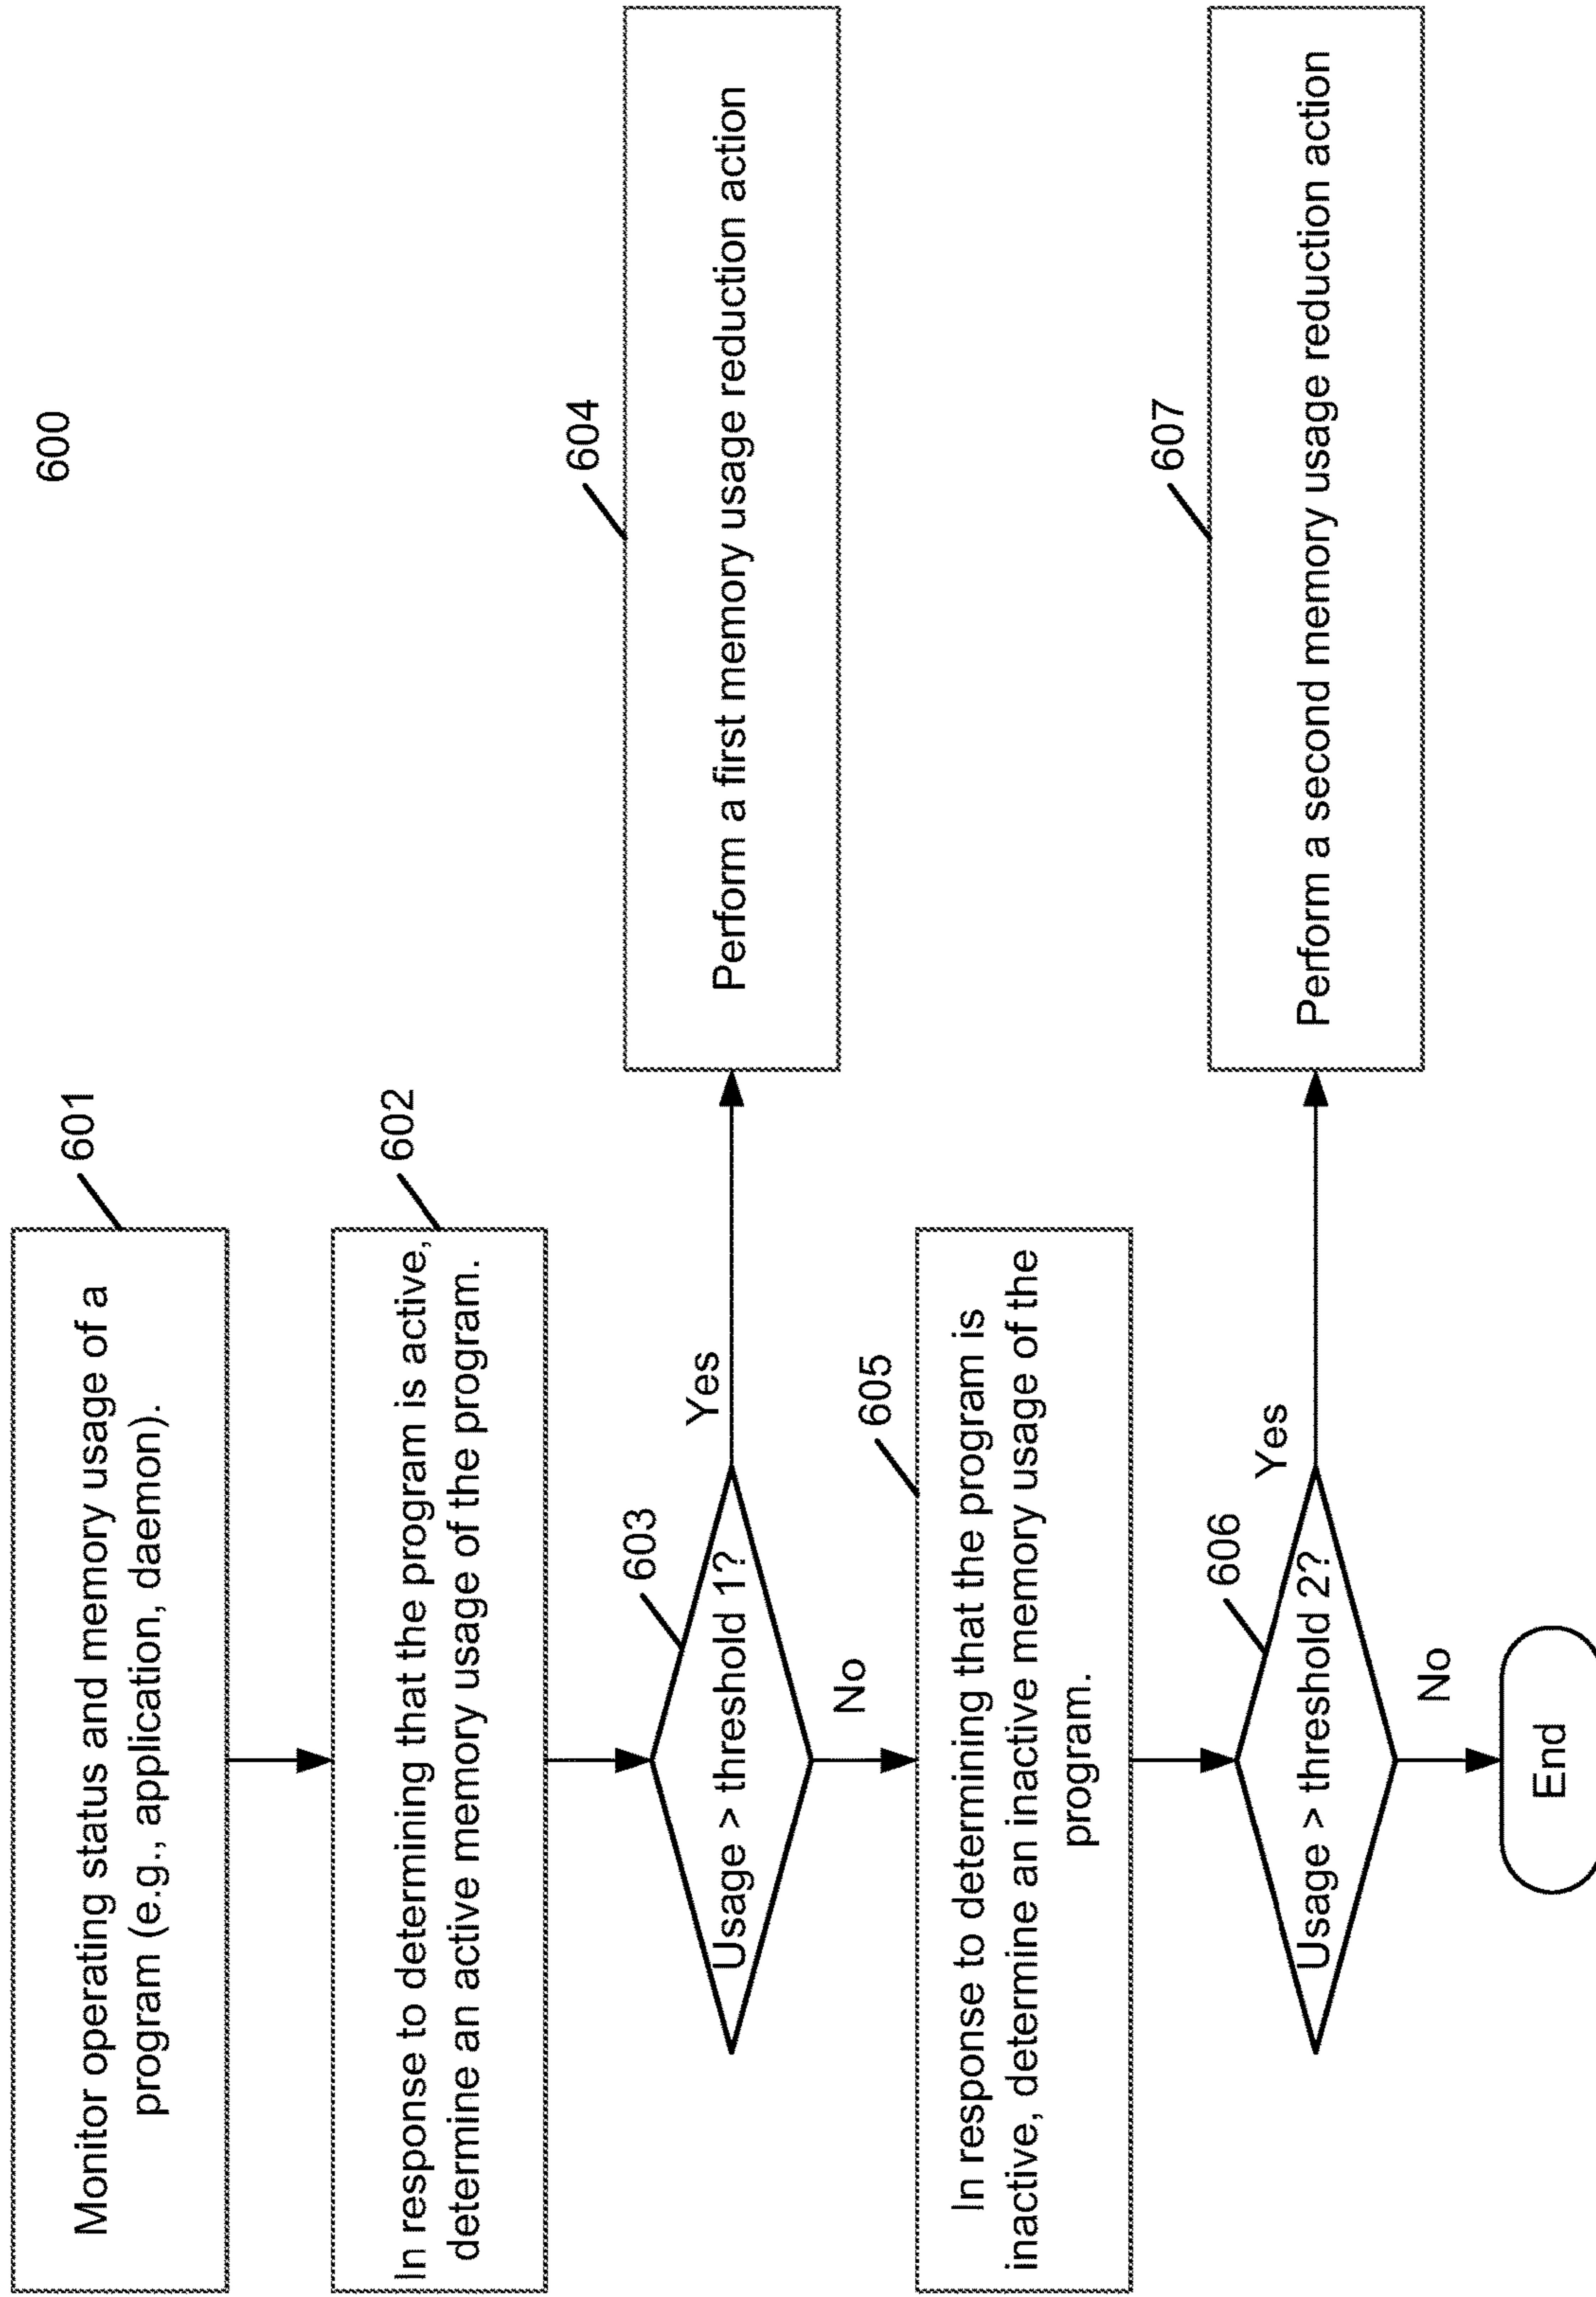 600
601
Monitor operating status and memory usage of a
program (e.g., application, daemon).
602
In response to determining that the program is active,
determine an active memory usage of the program.
603
Usage > threshold 1?
Yes
604
Perform a first memory usage reduction action
No
605
In response to determining that the program is
inactive, determine an inactive memory usage of the
program.
606
Usage > threshold 2?
Yes
607
Perform a second memory usage reduction action
No
End